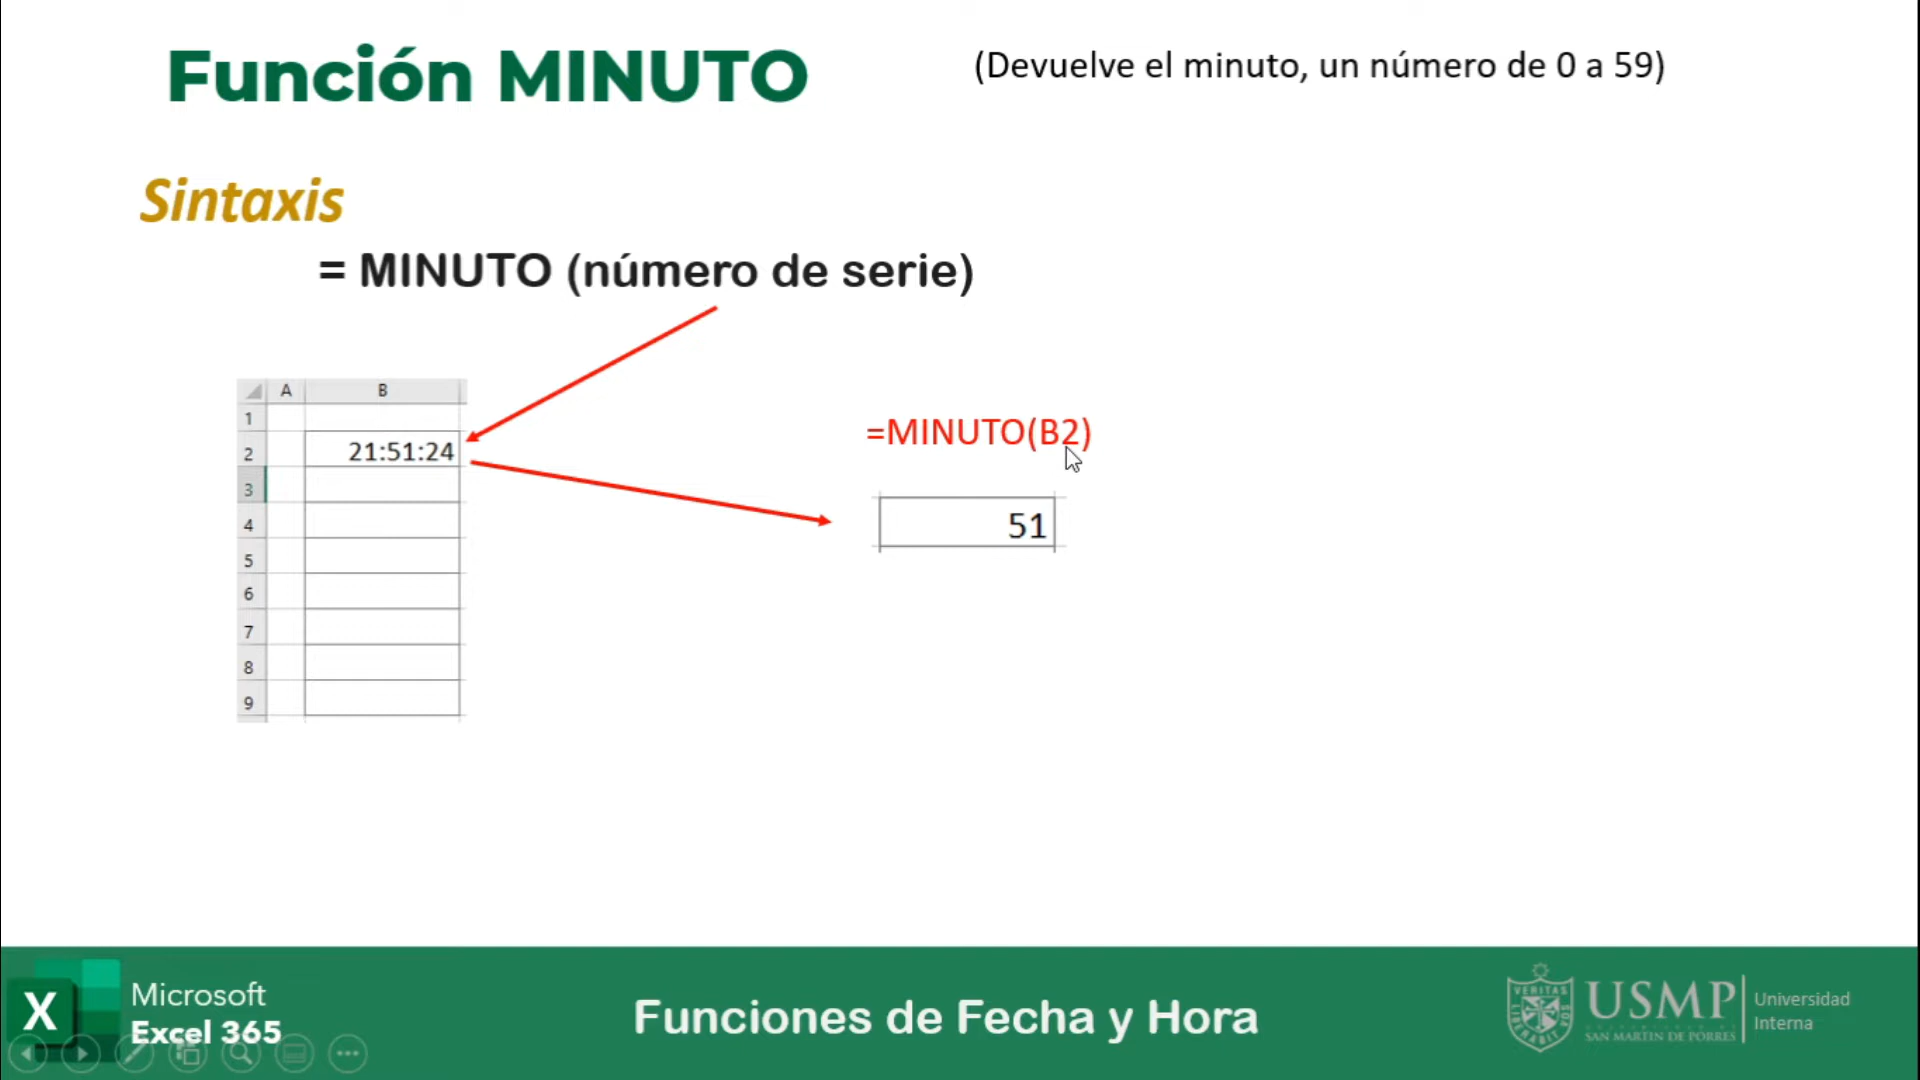 Función MINUTO
(Devuelve el minuto, un número de 0 a 59)
Sintaxis
= MINUTO (número de serie)
A B
1
2 21:51:24
3
4
5
6
7
8
9
=MINUTO(B2)
51
X
Microsoft
Excel 365
Funciones de Fecha y Hora
VERITAS
USMP
SAN MARTIN DE PORRES
Universidad
Interna